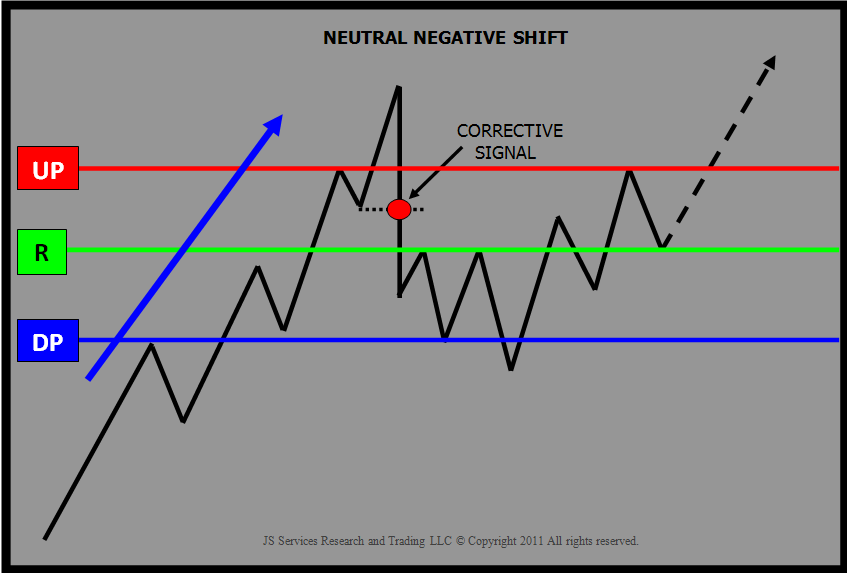 NEUTRAL NEGATIVE SHIFT
CORRECTIVE
SIGNAL
UP
R
DP
JS Services Research and Trading LLC © Copyright 2011 All rights reserved.